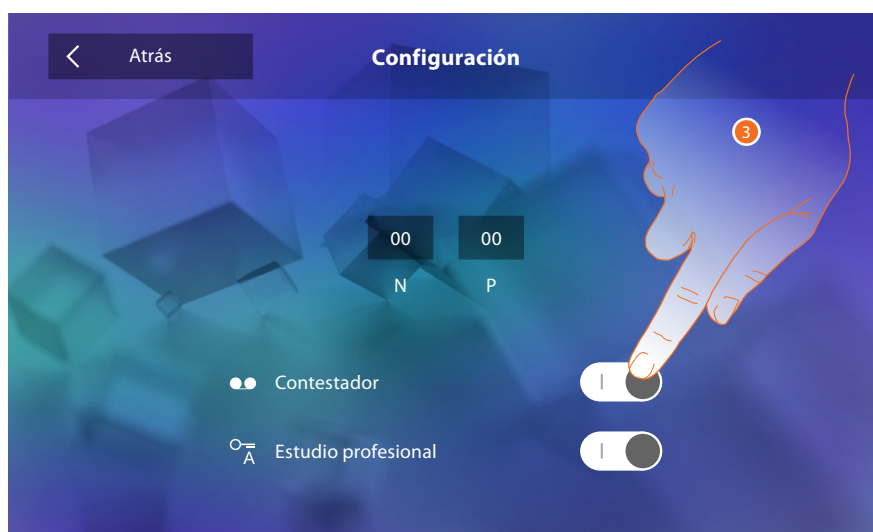 Atrás
Configuración
3
00 00
N P
Contestador
Estudio profesional